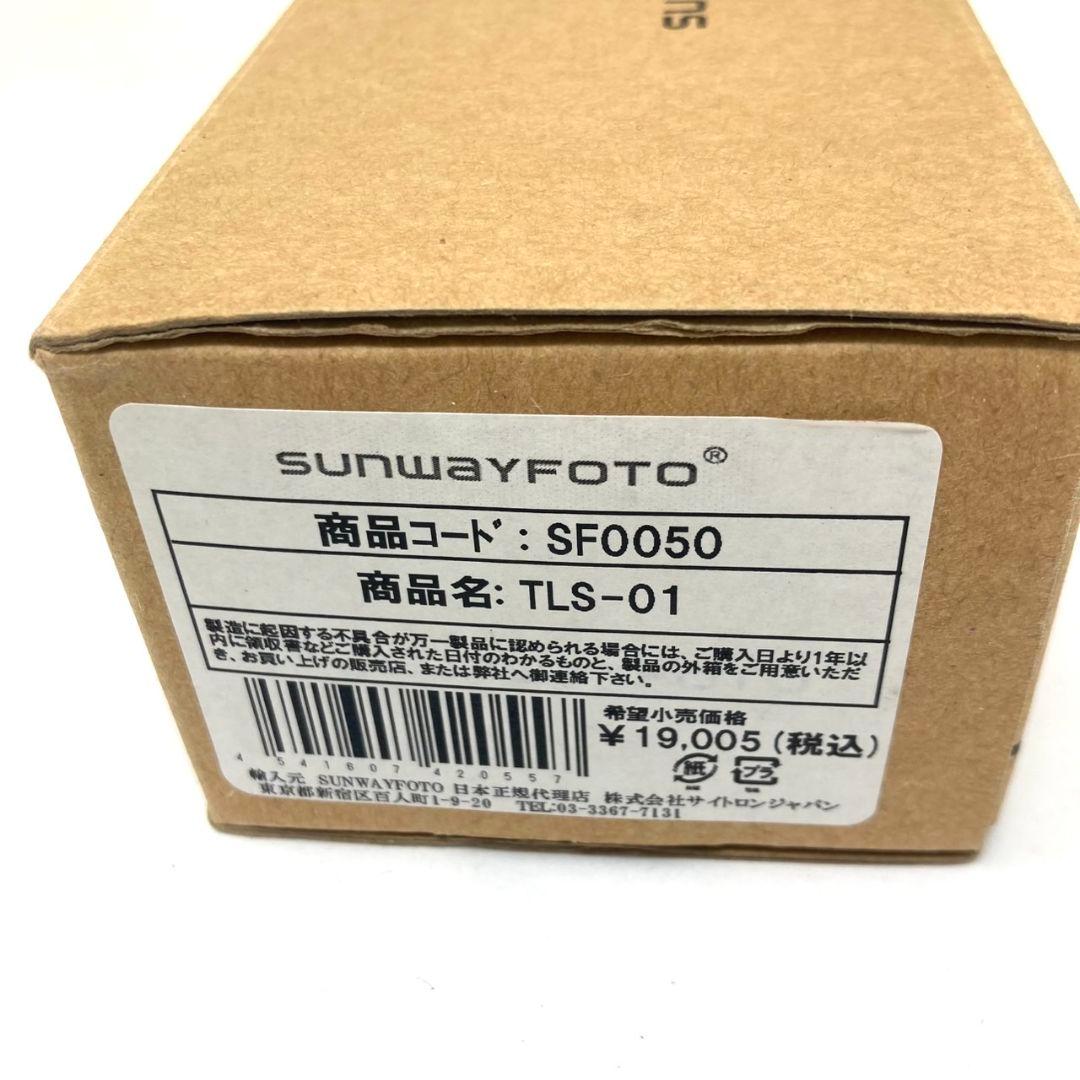 SU
sunwaYFOTO®
商品コード: SF0050
商品名: TLS-01
製造に起因する不具合が万一製品に認められる場合には、ご購入日より1年以
内に領収書などご購入された日付のわかるものと、製品の外箱をご用意いただ
き、お買い上げの販売店、または弊社へ御連絡下さい。
希望小売価格
¥ 19,005 (税込)
4 541607 420557
紙 プラ
輸入元 SUNWAYFOTO 日本正規代理店 株式会社サイトロンジャパン
東京都新宿区百人町1-9-20 TEL:03-3367-7131